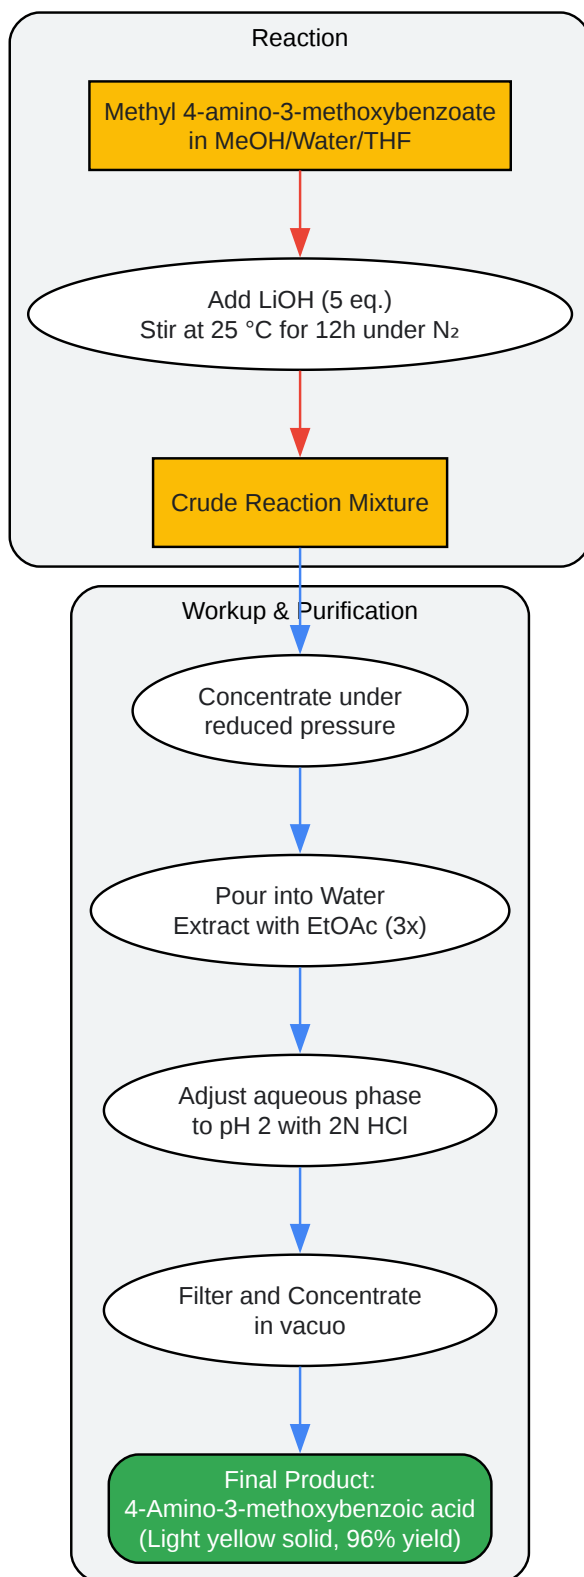 Reaction
Methyl 4-amino-3-methoxybenzoate
in MeOH/Water/THF
Add LiOH (5 eq.)
Stir at 25 °C for 12h under N₂
Crude Reaction Mixture
Workup & Purification
Concentrate under
reduced pressure
Pour into Water
Extract with EtOAc (3x)
Adjust aqueous phase
to pH 2 with 2N HCl
Filter and Concentrate
in vacuo
Final Product:
4-Amino-3-methoxybenzoic acid
(Light yellow solid, 96% yield)